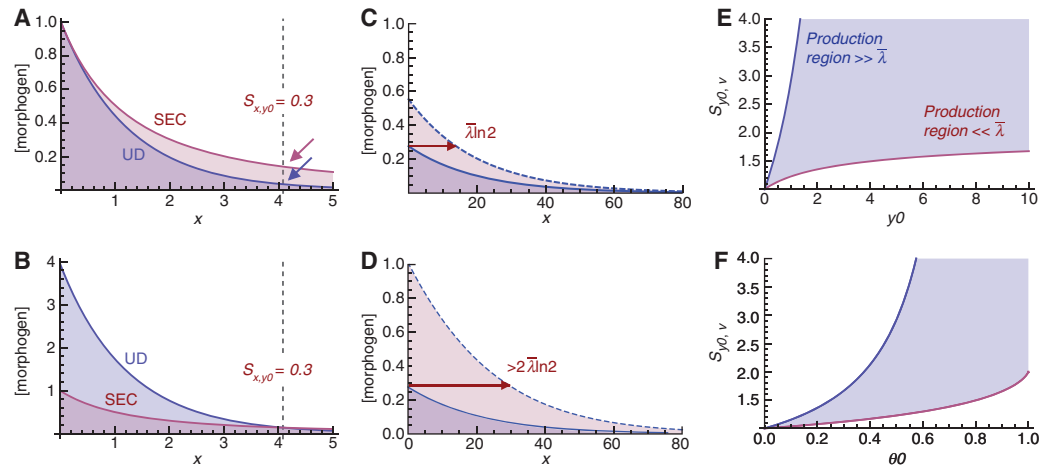 A
[morphogen]
1.0
0.8
0.6
0.4
0.2
SEC
UD
S_{x,y0} = 0.3
0 1 2 3 4 5
x
B
[morphogen]
4
3
2
1
UD
SEC
S_{x,y0} = 0.3
0 1 2 3 4 5
x
C
[morphogen]
1.0
0.8
0.6
0.4
0.2
0.0
λ̅ln2
0 20 40 60 80
x
D
[morphogen]
1.0
0.8
0.6
0.4
0.2
0.0
>2 λ̅ln2
0 20 40 60 80
x
E
S_{y0, v}
4.0
3.5
3.0
2.5
2.0
1.5
Production
region >> λ̅
Production
region << λ̅
0 2 4 6 8 10
y0
F
S_{y0, v}
4.0
3.5
3.0
2.5
2.0
1.5
0.0 0.2 0.4 0.6 0.8 1.0
θ0